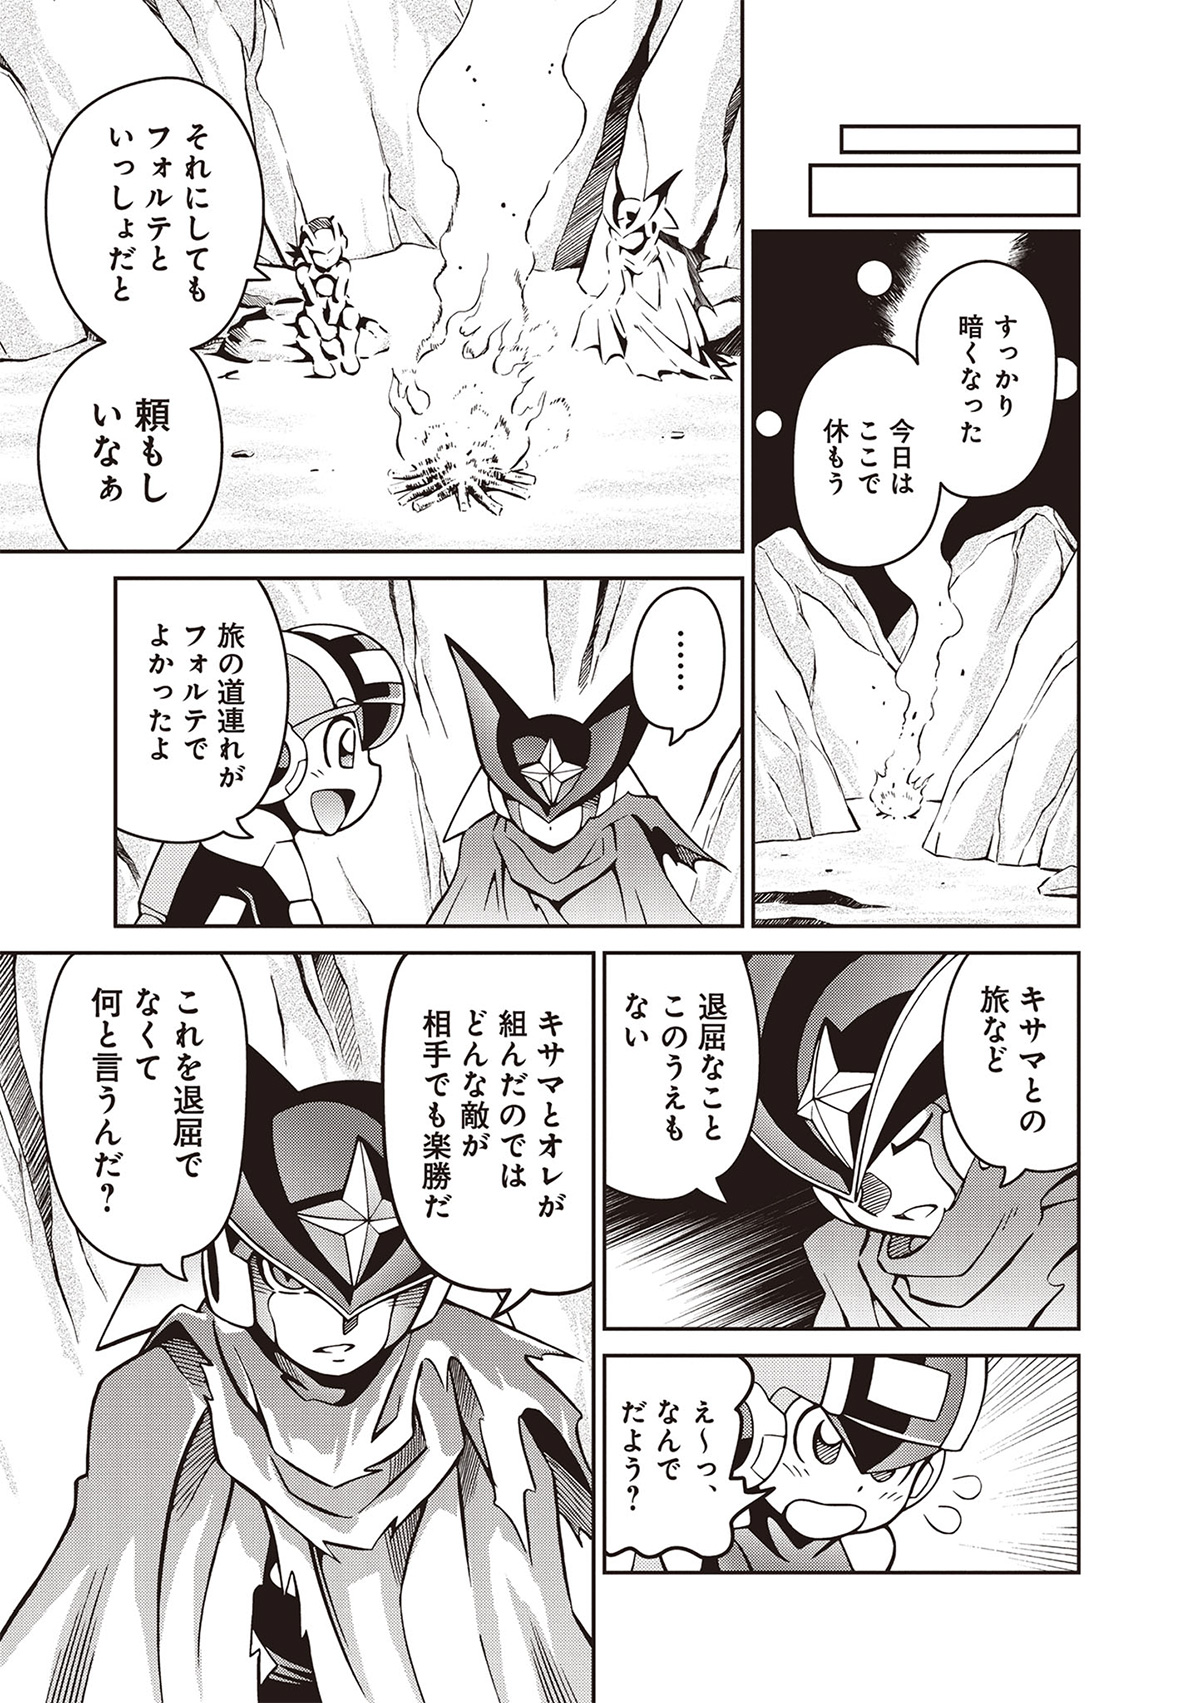 すっかり
暗くなった
今日は
ここで
休もう
それにしても
フォルテと
いっしょだと
頼もし
いなぁ
……
旅の道連れが
フォルテで
よかったよ
キサマとの
旅など
退屈なこと
このうえも
ない
え〜っ、
なんで
だよう?
キサマとオレが
組んだのでは
どんな敵が
相手でも楽勝だ
これを退屈で
なくて
何と言うんだ?